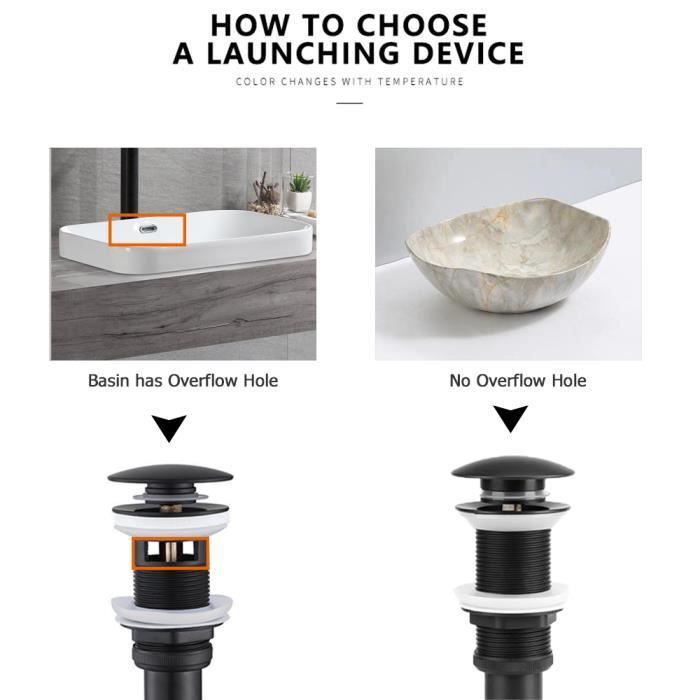 HOW TO CHOOSE
A LAUNCHING DEVICE
COLOR CHANGES WITH TEMPERATURE
Basin has Overflow Hole
No Overflow Hole